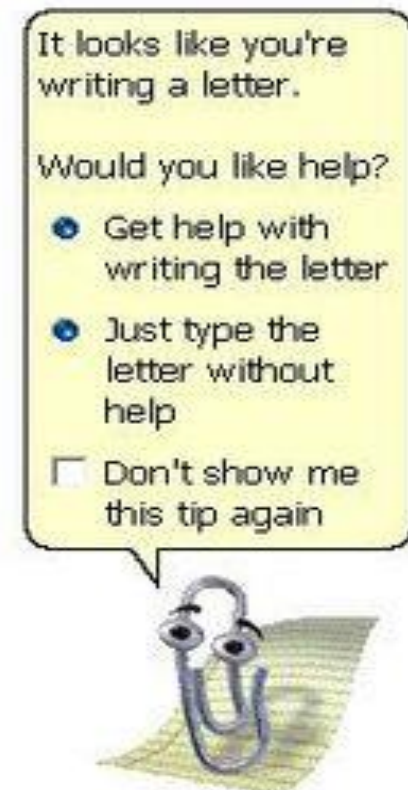 It looks like you're
writing a letter.
Would you like help?
Get help with
writing the letter
Just type the
letter without
help
Don't show me
this tip again